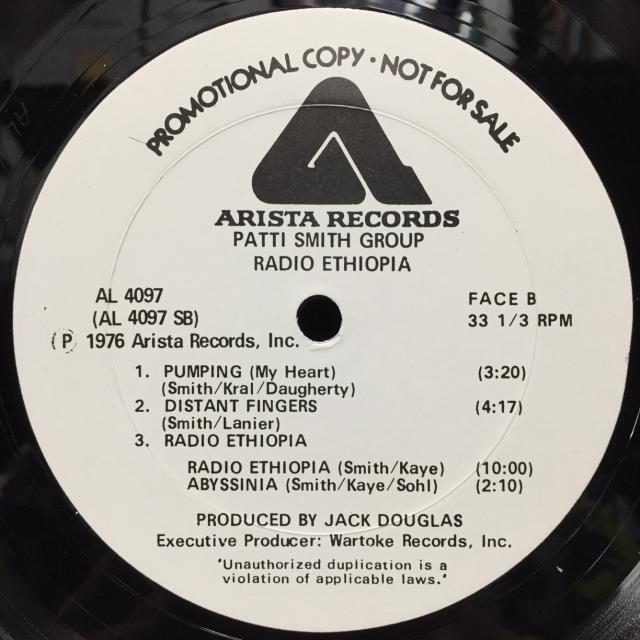 PROMOTIONAL COPY • NOT FOR SALE
ARISTA RECORDS
PATTI SMITH GROUP
RADIO ETHIOPIA
AL 4097
(AL 4097 SB)
Ⓟ 1976 Arista Records, Inc.
FACE B
33 1/3 RPM
1. PUMPING (My Heart) (3:20)
(Smith/Kral/Daugherty)
2. DISTANT FINGERS (4:17)
(Smith/Lanier)
3. RADIO ETHIOPIA
RADIO ETHIOPIA (Smith/Kaye) (10:00)
ABYSSINIA (Smith/Kaye/Sohl) (2:10)
PRODUCED BY JACK DOUGLAS
Executive Producer: Wartoke Records, Inc.
"Unauthorized duplication is a
violation of applicable laws."